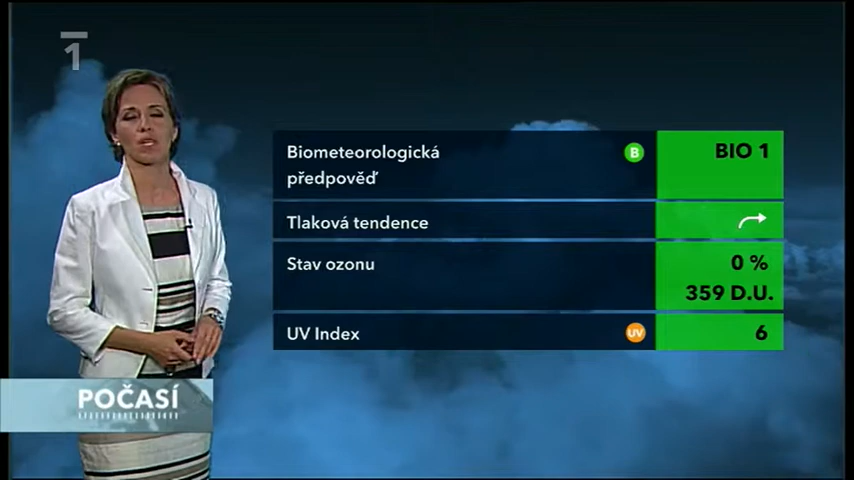 1
Biometeorologická
předpověď
B
BIO 1
Tlaková tendence
Stav ozonu
0 %
359 D.U.
UV Index
UV
6
POČASÍ